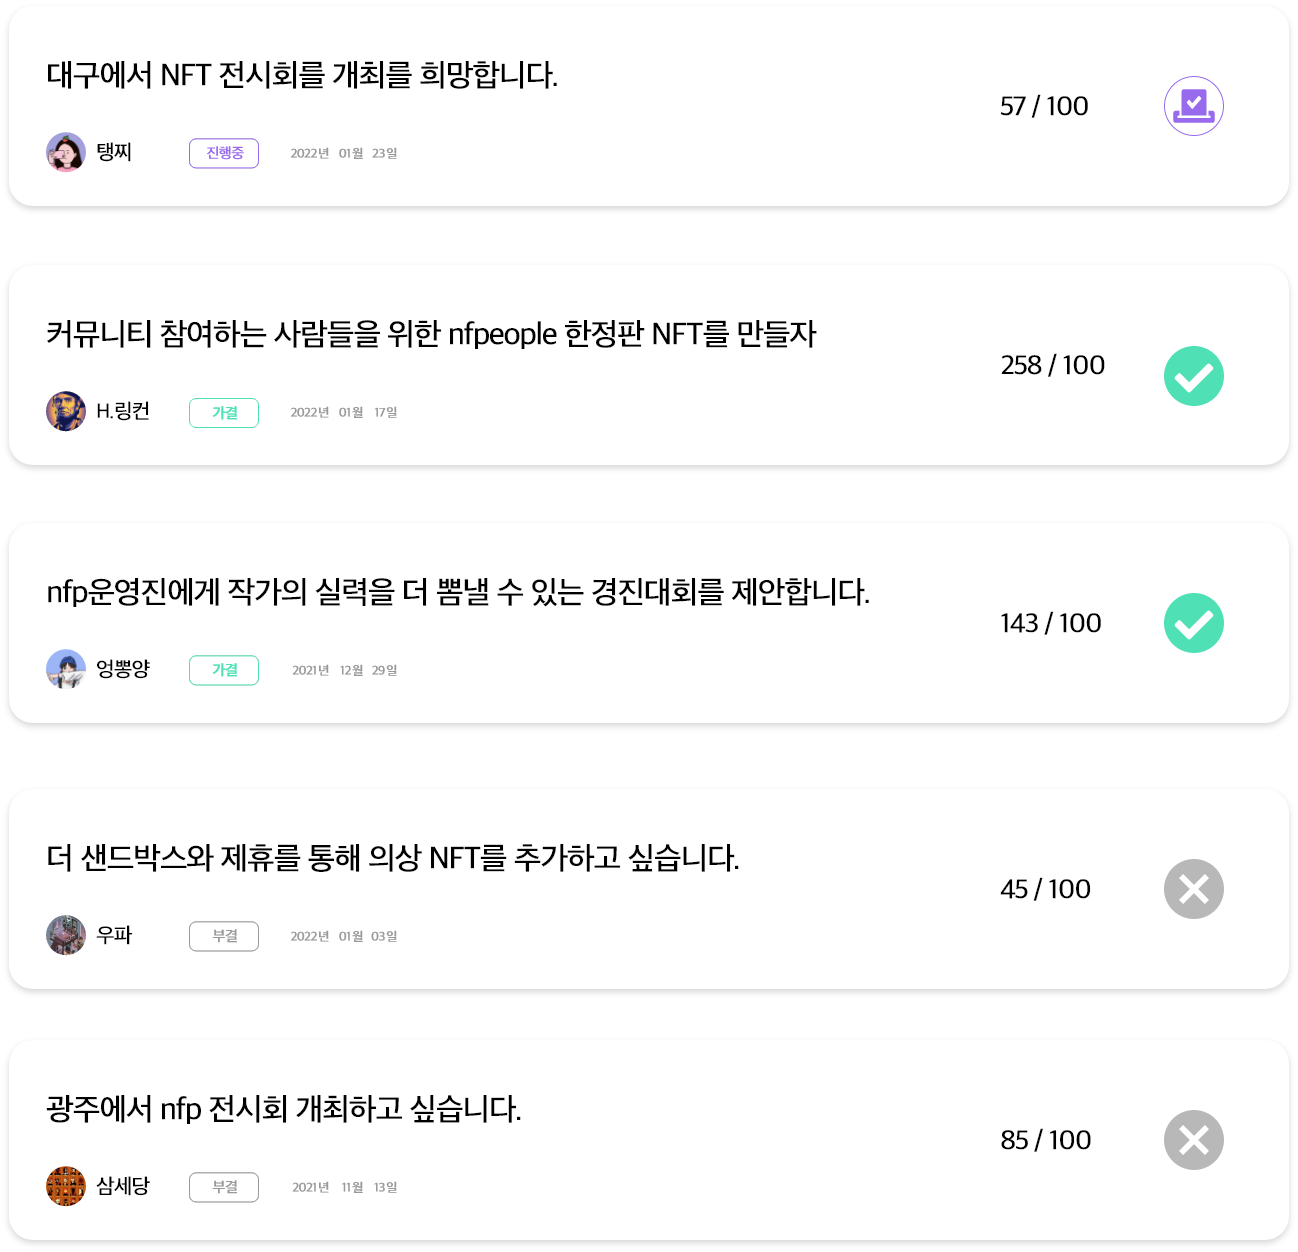 대구에서 NFT 전시회를 개최를 희망합니다.
57 / 100
탱찌 진행중 2022년 01월 23일
커뮤니티 참여하는 사람들을 위한 nfpeople 한정판 NFT를 만들자
258 / 100
H.링컨 가결 2022년 01월 17일
nfp운영진에게 작가의 실력을 더 뽐낼 수 있는 경진대회를 제안합니다.
143 / 100
엉뽕양 가결 2021년 12월 29일
더 샌드박스와 제휴를 통해 의상 NFT를 추가하고 싶습니다.
45 / 100
우파 부결 2022년 01월 03일
광주에서 nfp 전시회 개최하고 싶습니다.
85 / 100
삼세당 부결 2021년 11월 13일